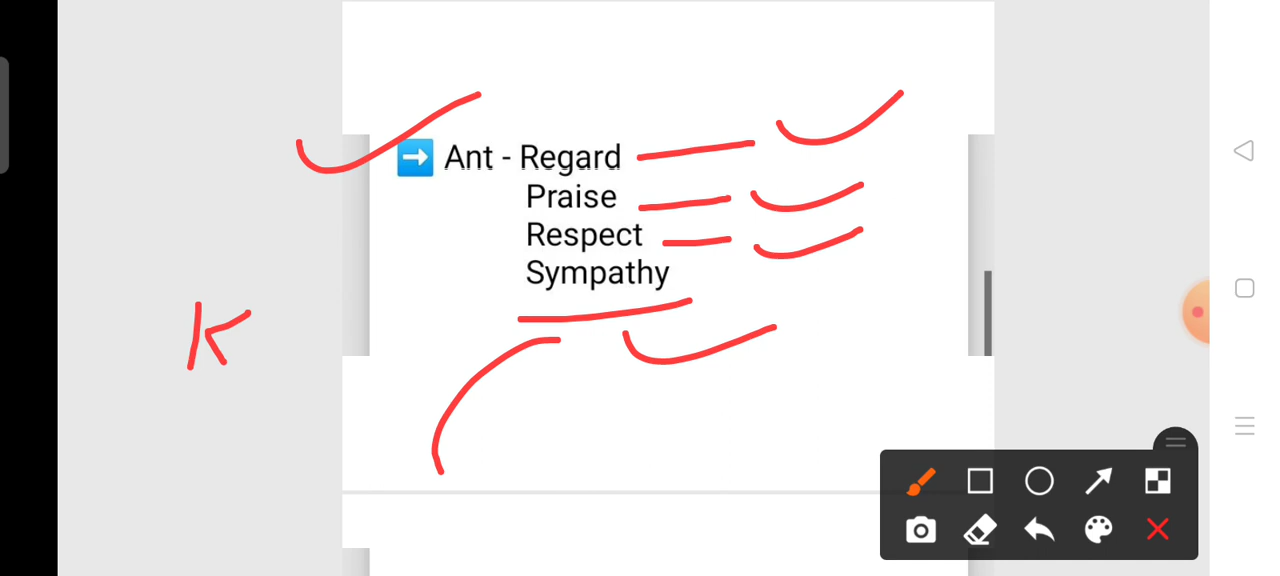 Ant - Regard
Praise
Respect
Sympathy
K